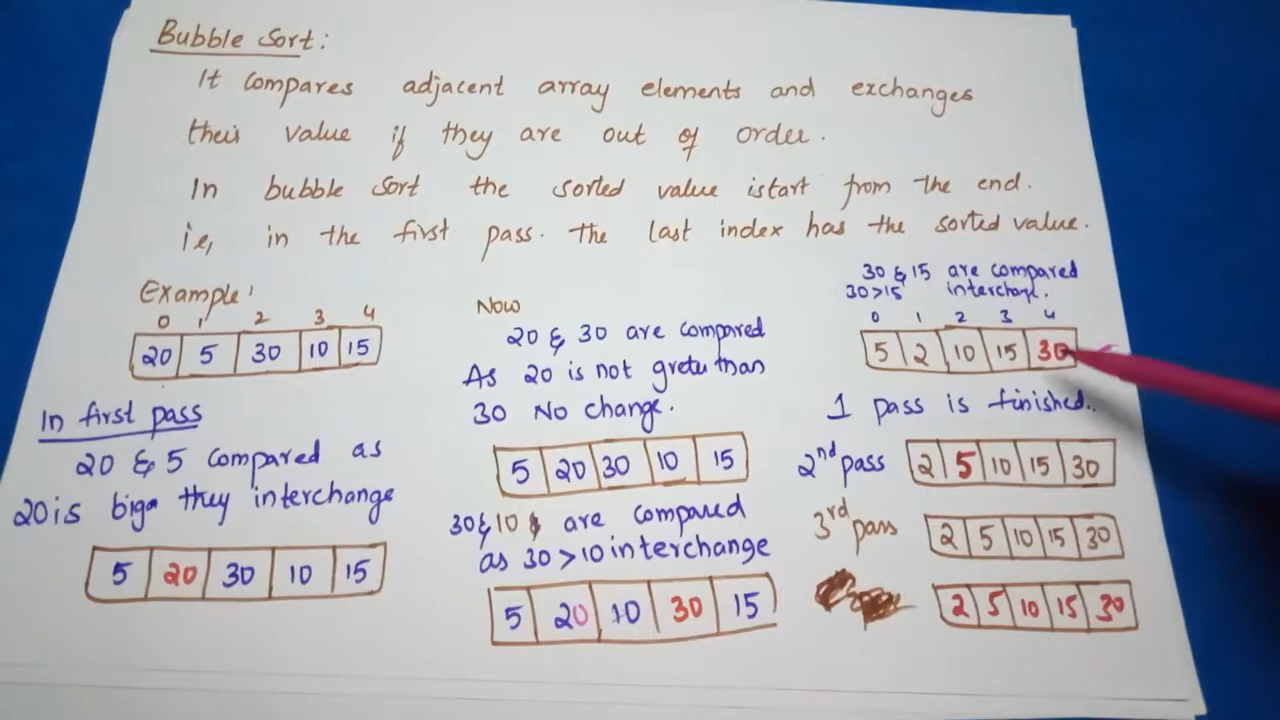 Bubble Sort:
It compares adjacent array elements and exchanges
their value if they are out of order.
In bubble sort the sorted value istart from the end.
ie, in the first pass. the last index has the sorted value.
Example:
0 1 2 3 4
20 5 30 10 15
In first pass
20 & 5 compared as
20 is biga they interchange
5 20 30 10 15
Now
20 & 30 are compared
As 20 is not greter than
30 No change.
5 20 30 10 15
30 & 10 are compared
as 30 > 10 interchange
5 20 10 30 15
30 & 15 are compared
30 > 15 interchange.
0 1 2 3 4
5 2 10 15 30
1 pass is finished.
2nd pass 2 5 10 15 30
3rd pass 2 5 10 15 30
2 5 10 15 30